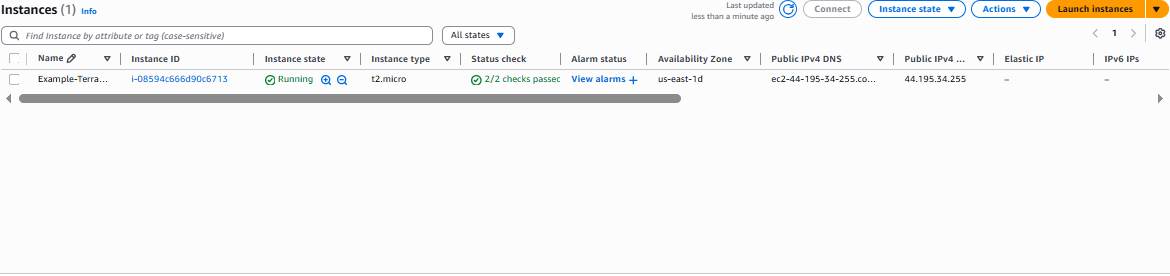 Instances (1) Info
Last updated
less than a minute ago
Connect
Instance state
Actions
Launch instances
Find Instance by attribute or tag (case-sensitive)
All states
1
Name Instance ID Instance state Instance type Status check Alarm status Availability Zone Public IPv4 DNS Public IPv4 ... Elastic IP IPv6 IPs
Example-Terra... i-08594c666d90c6713 Running t2.micro 2/2 checks passed View alarms + us-east-1d ec2-44-195-34-255.co... 44.195.34.255 – –